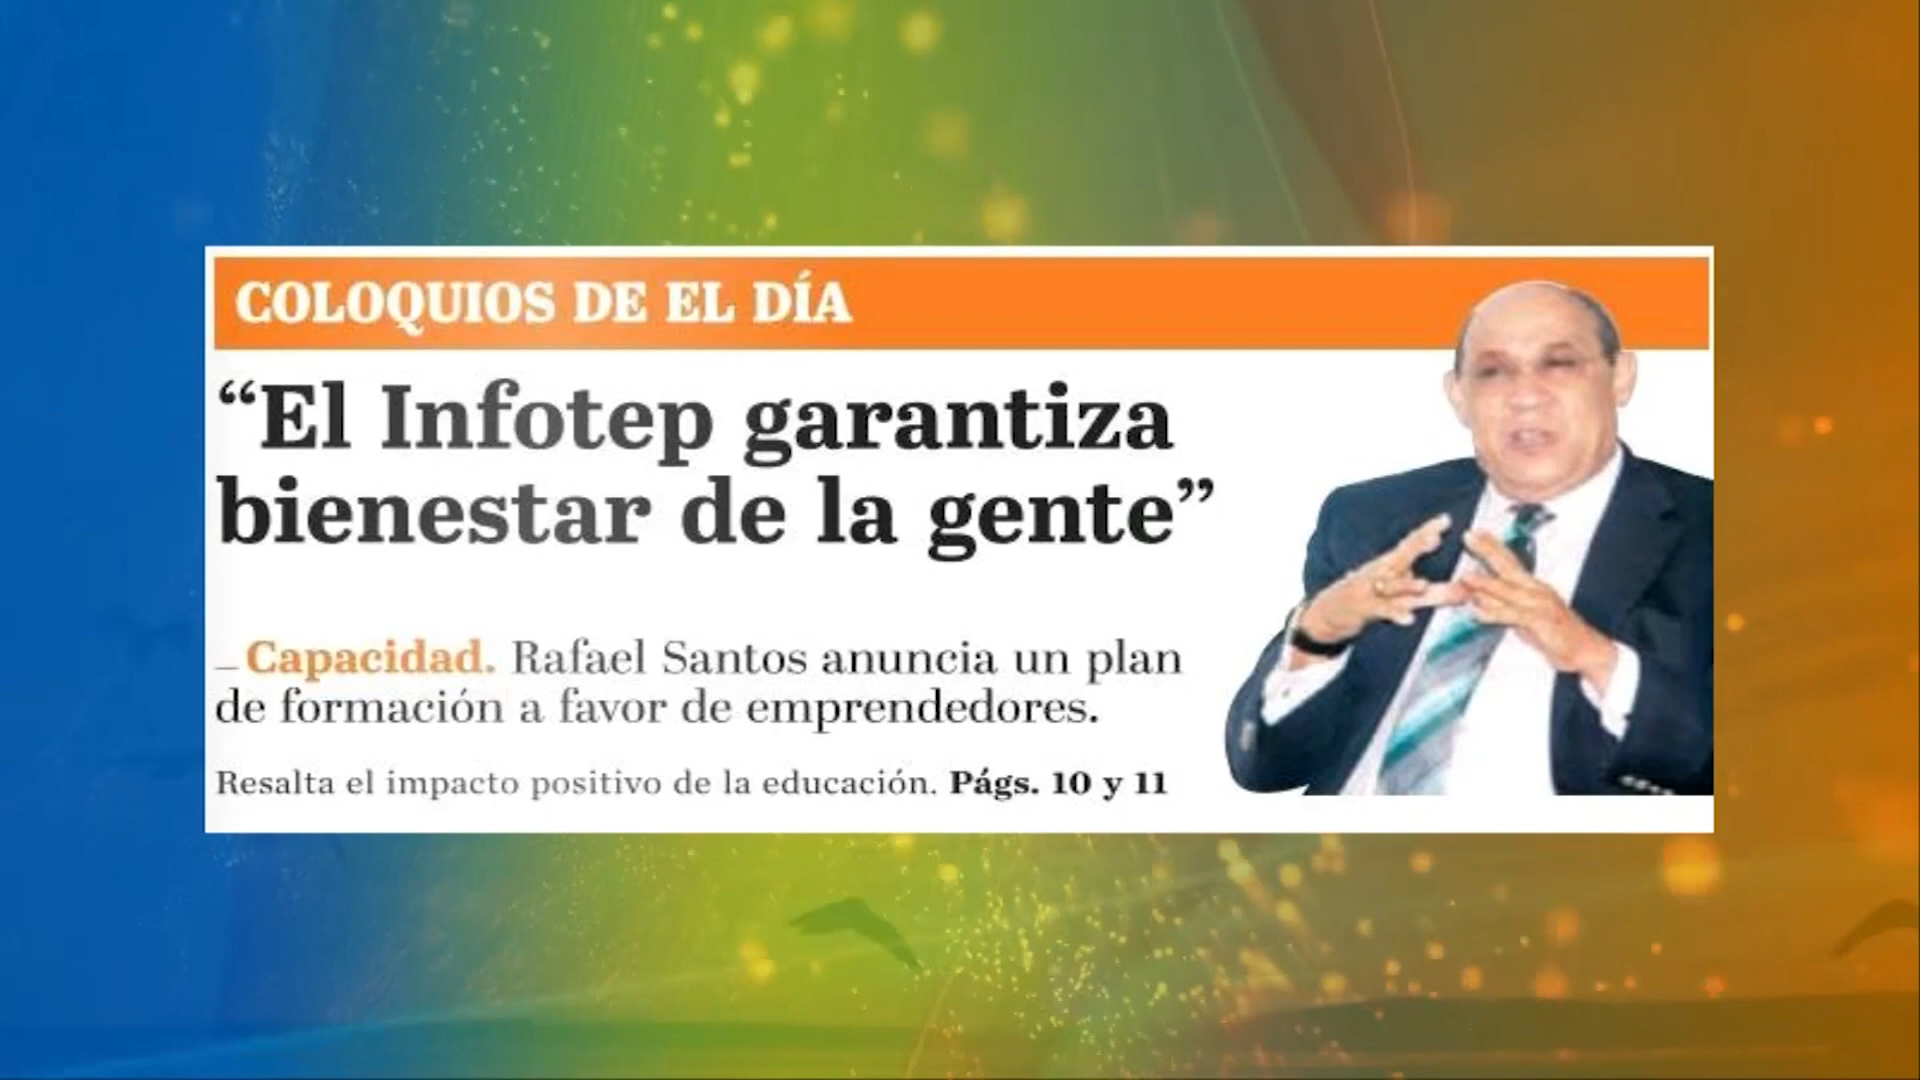 COLOQUIOS DE EL DÍA
“El Infotep garantiza
bienestar de la gente”
_Capacidad. Rafael Santos anuncia un plan
de formación a favor de emprendedores.
Resalta el impacto positivo de la educación. Págs. 10 y 11